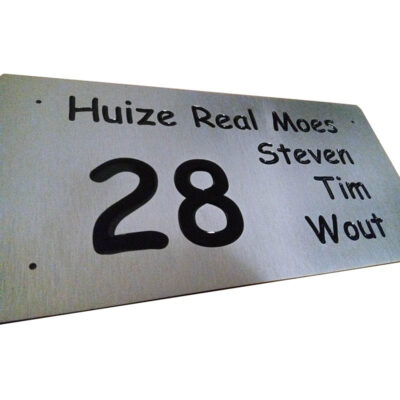 Huize Real Moes
28
Steven
Tim
Wout